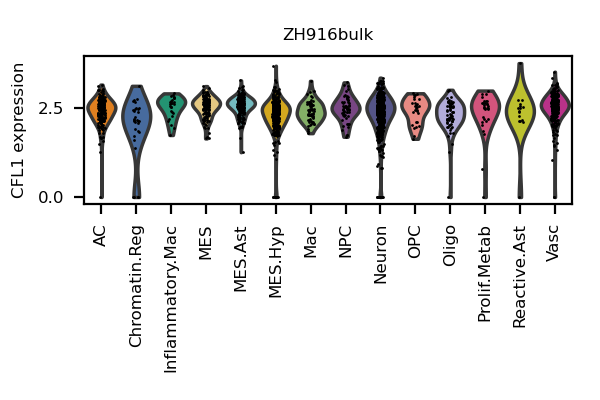 ZH916bulk
CFL1 expression
2.5
0.0
AC
Chromatin.Reg
Inflammatory.Mac
MES
MES.Ast
MES.Hyp
Mac
NPC
Neuron
OPC
Oligo
Prolif.Metab
Reactive.Ast
Vasc